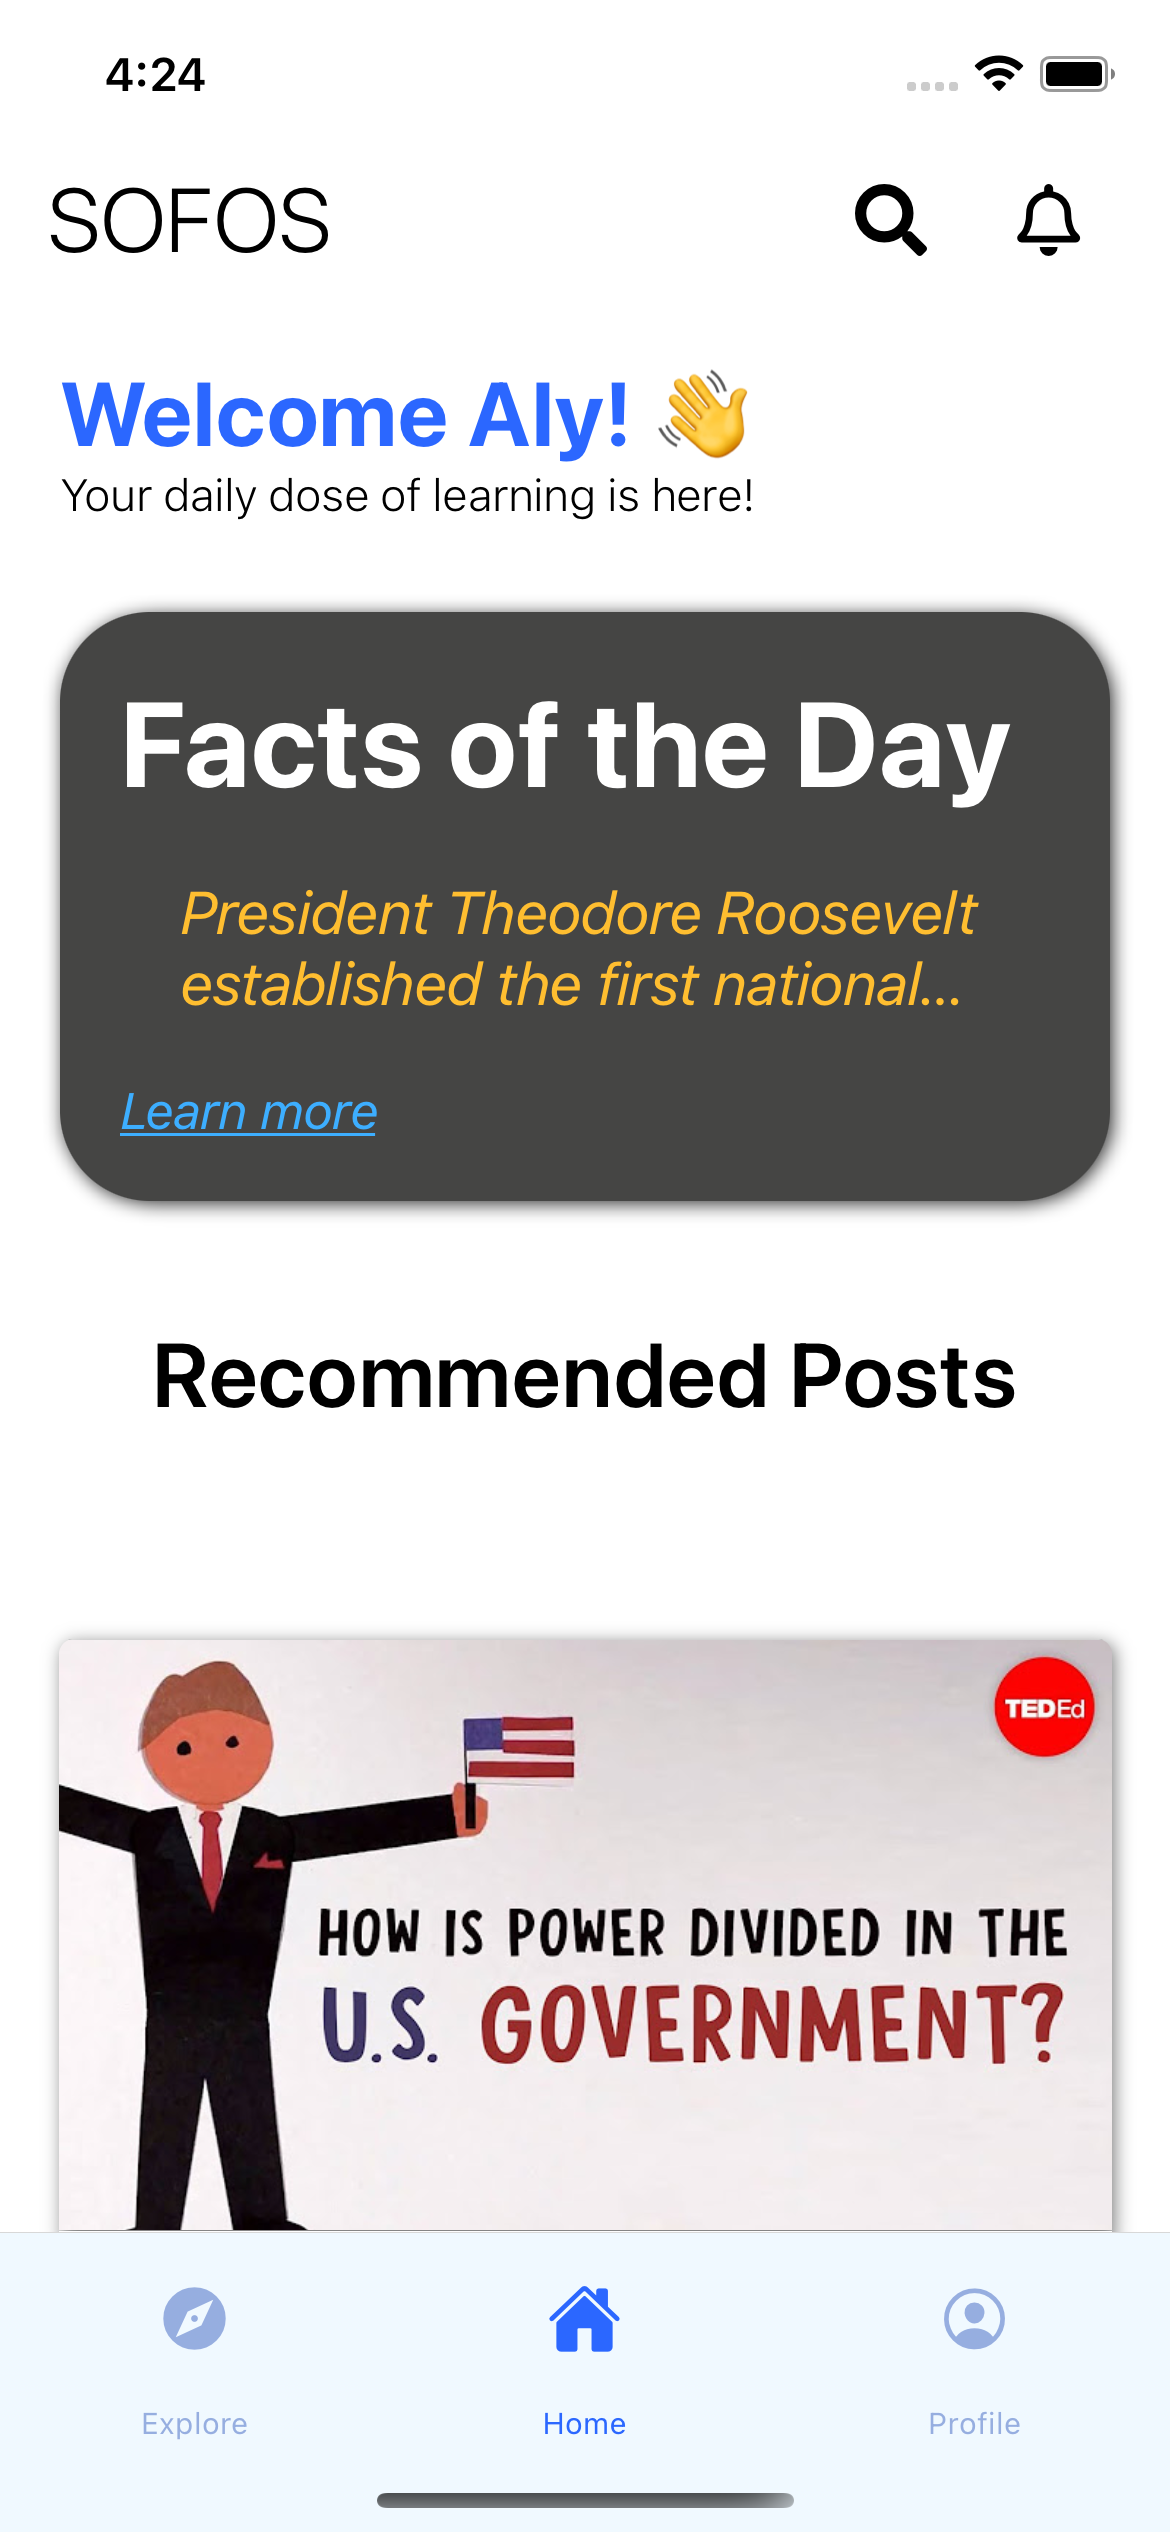 4:24
SOFOS
Welcome Aly! 👋
Your daily dose of learning is here!
Facts of the Day
President Theodore Roosevelt
established the first national...
Learn more
Recommended Posts
TEDEd
HOW IS POWER DIVIDED IN THE
U.S. GOVERNMENT?
Explore
Home
Profile